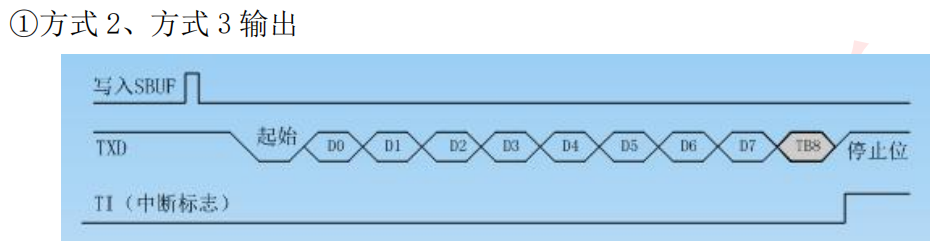 ①方式 2、方式 3 输出
写入SBUF
TXD 起始 D0 D1 D2 D3 D4 D5 D6 D7 TB8 停止位
TI（中断标志）